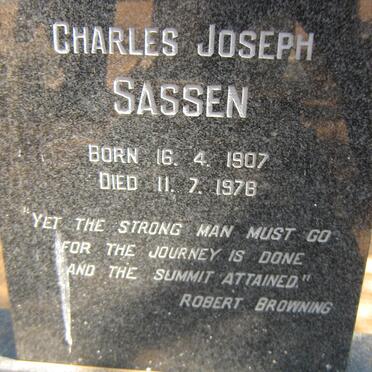 CHARLES JOSEPH
SASSEN
BORN 16. 4. 1907
DIED 11. 7. 1978
"YET THE STRONG MAN MUST GO
FOR THE JOURNEY IS DONE
AND THE SUMMIT ATTAINED."
ROBERT BROWNING